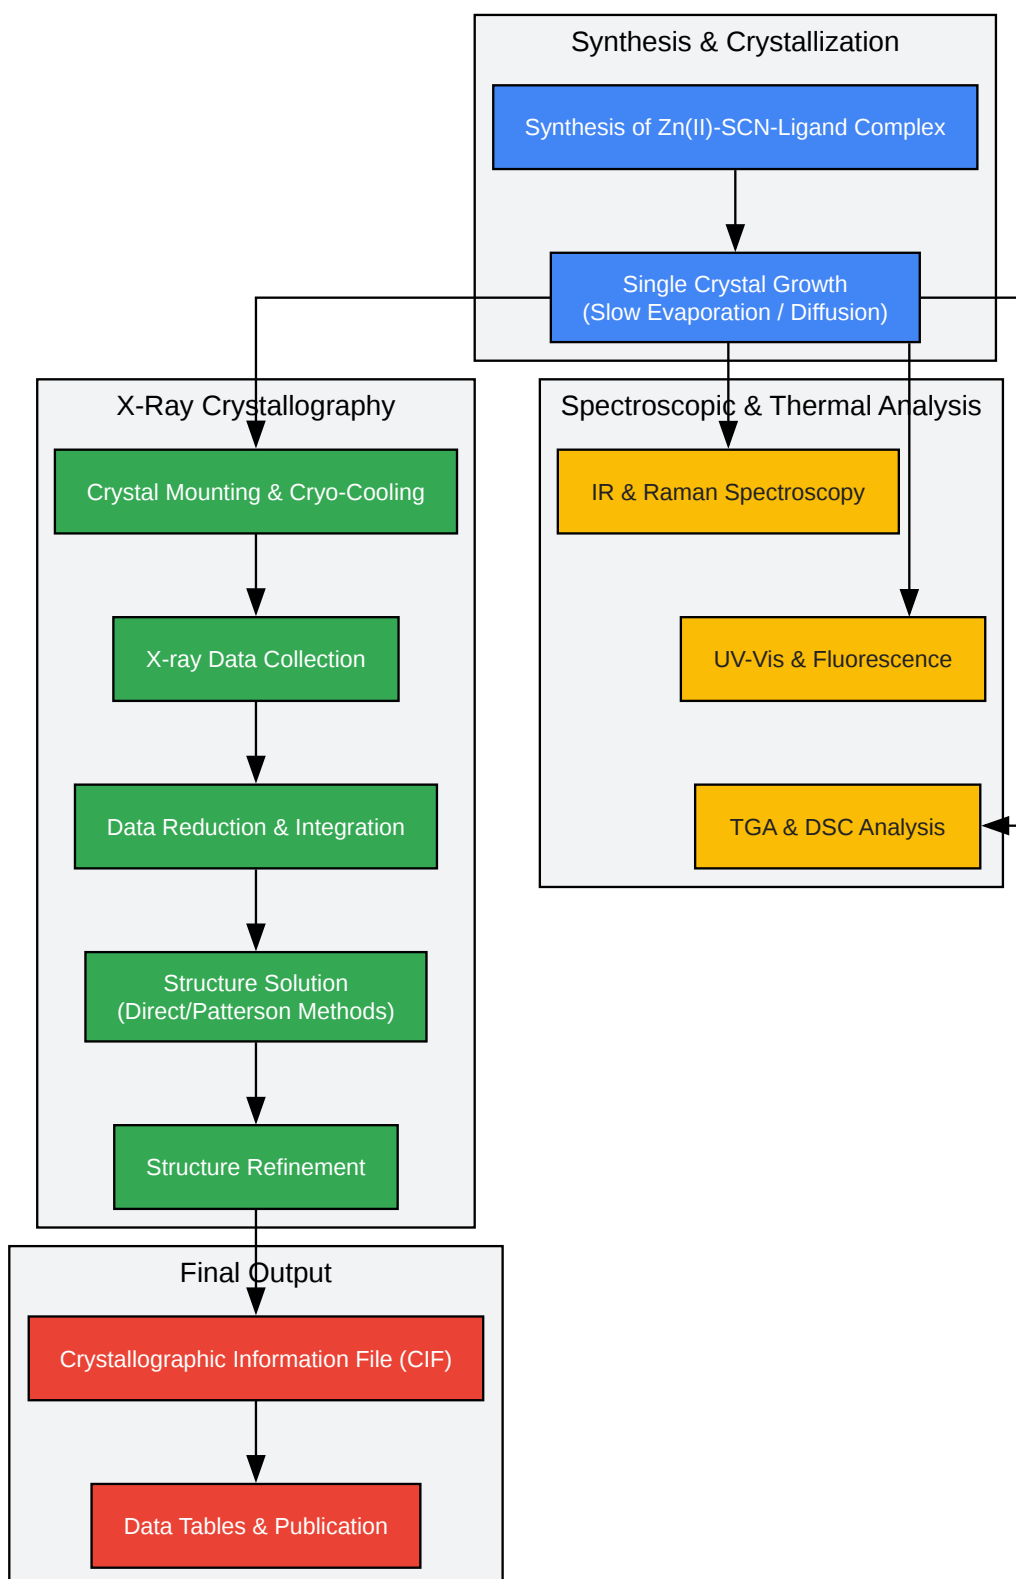 Synthesis & Crystallization
Synthesis of Zn(II)-SCN-Ligand Complex
Single Crystal Growth
(Slow Evaporation / Diffusion)
X-Ray Crystallography
Crystal Mounting & Cryo-Cooling
X-ray Data Collection
Data Reduction & Integration
Structure Solution
(Direct/Patterson Methods)
Structure Refinement
Spectroscopic & Thermal Analysis
IR & Raman Spectroscopy
UV-Vis & Fluorescence
TGA & DSC Analysis
Final Output
Crystallographic Information File (CIF)
Data Tables & Publication